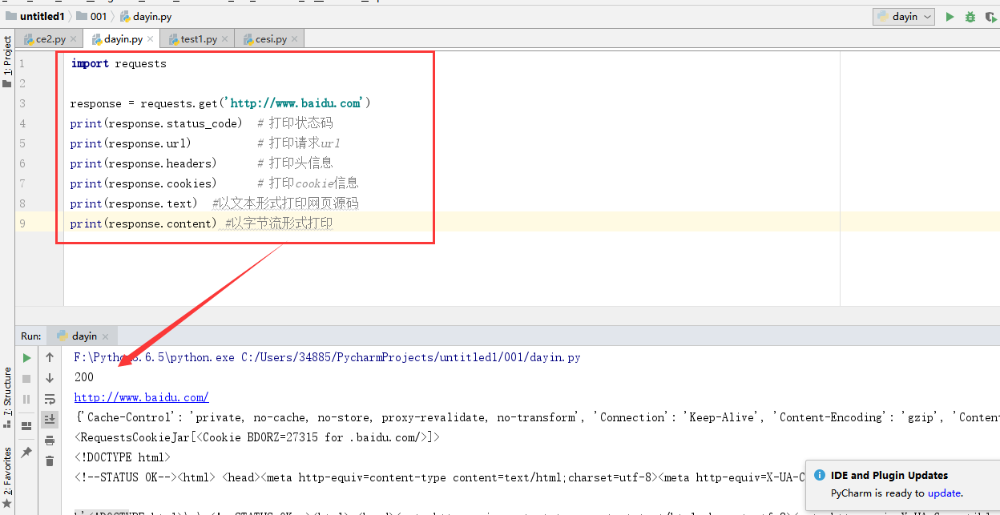 untitled1 001 dayin.py dayin
ce2.py dayin.py test1.py cesi.py
1: Project
1 import requests
2
3 response = requests.get('http://www.baidu.com')
4 print(response.status_code) # 打印状态码
5 print(response.url) # 打印请求url
6 print(response.headers) # 打印头信息
7 print(response.cookies) # 打印cookie信息
8 print(response.text) #以文本形式打印网页源码
9 print(response.content) #以字节流形式打印
Run: dayin
7: Structure
2: Favorites
F:\Python3.6.5\python.exe C:/Users/34885/PycharmProjects/untitled1/001/dayin.py
200
http://www.baidu.com/
{'Cache-Control': 'private, no-cache, no-store, proxy-revalidate, no-transform', 'Connection': 'Keep-Alive', 'Content-Encoding': 'gzip', 'Conten
<RequestsCookieJar[<Cookie BDORZ=27315 for .baidu.com/>]>
<!DOCTYPE html>
<!--STATUS OK--><html> <head><meta http-equiv=content-type content=text/html;charset=utf-8><meta http-equiv=X-UA-C
IDE and Plugin Updates
PyCharm is ready to update.